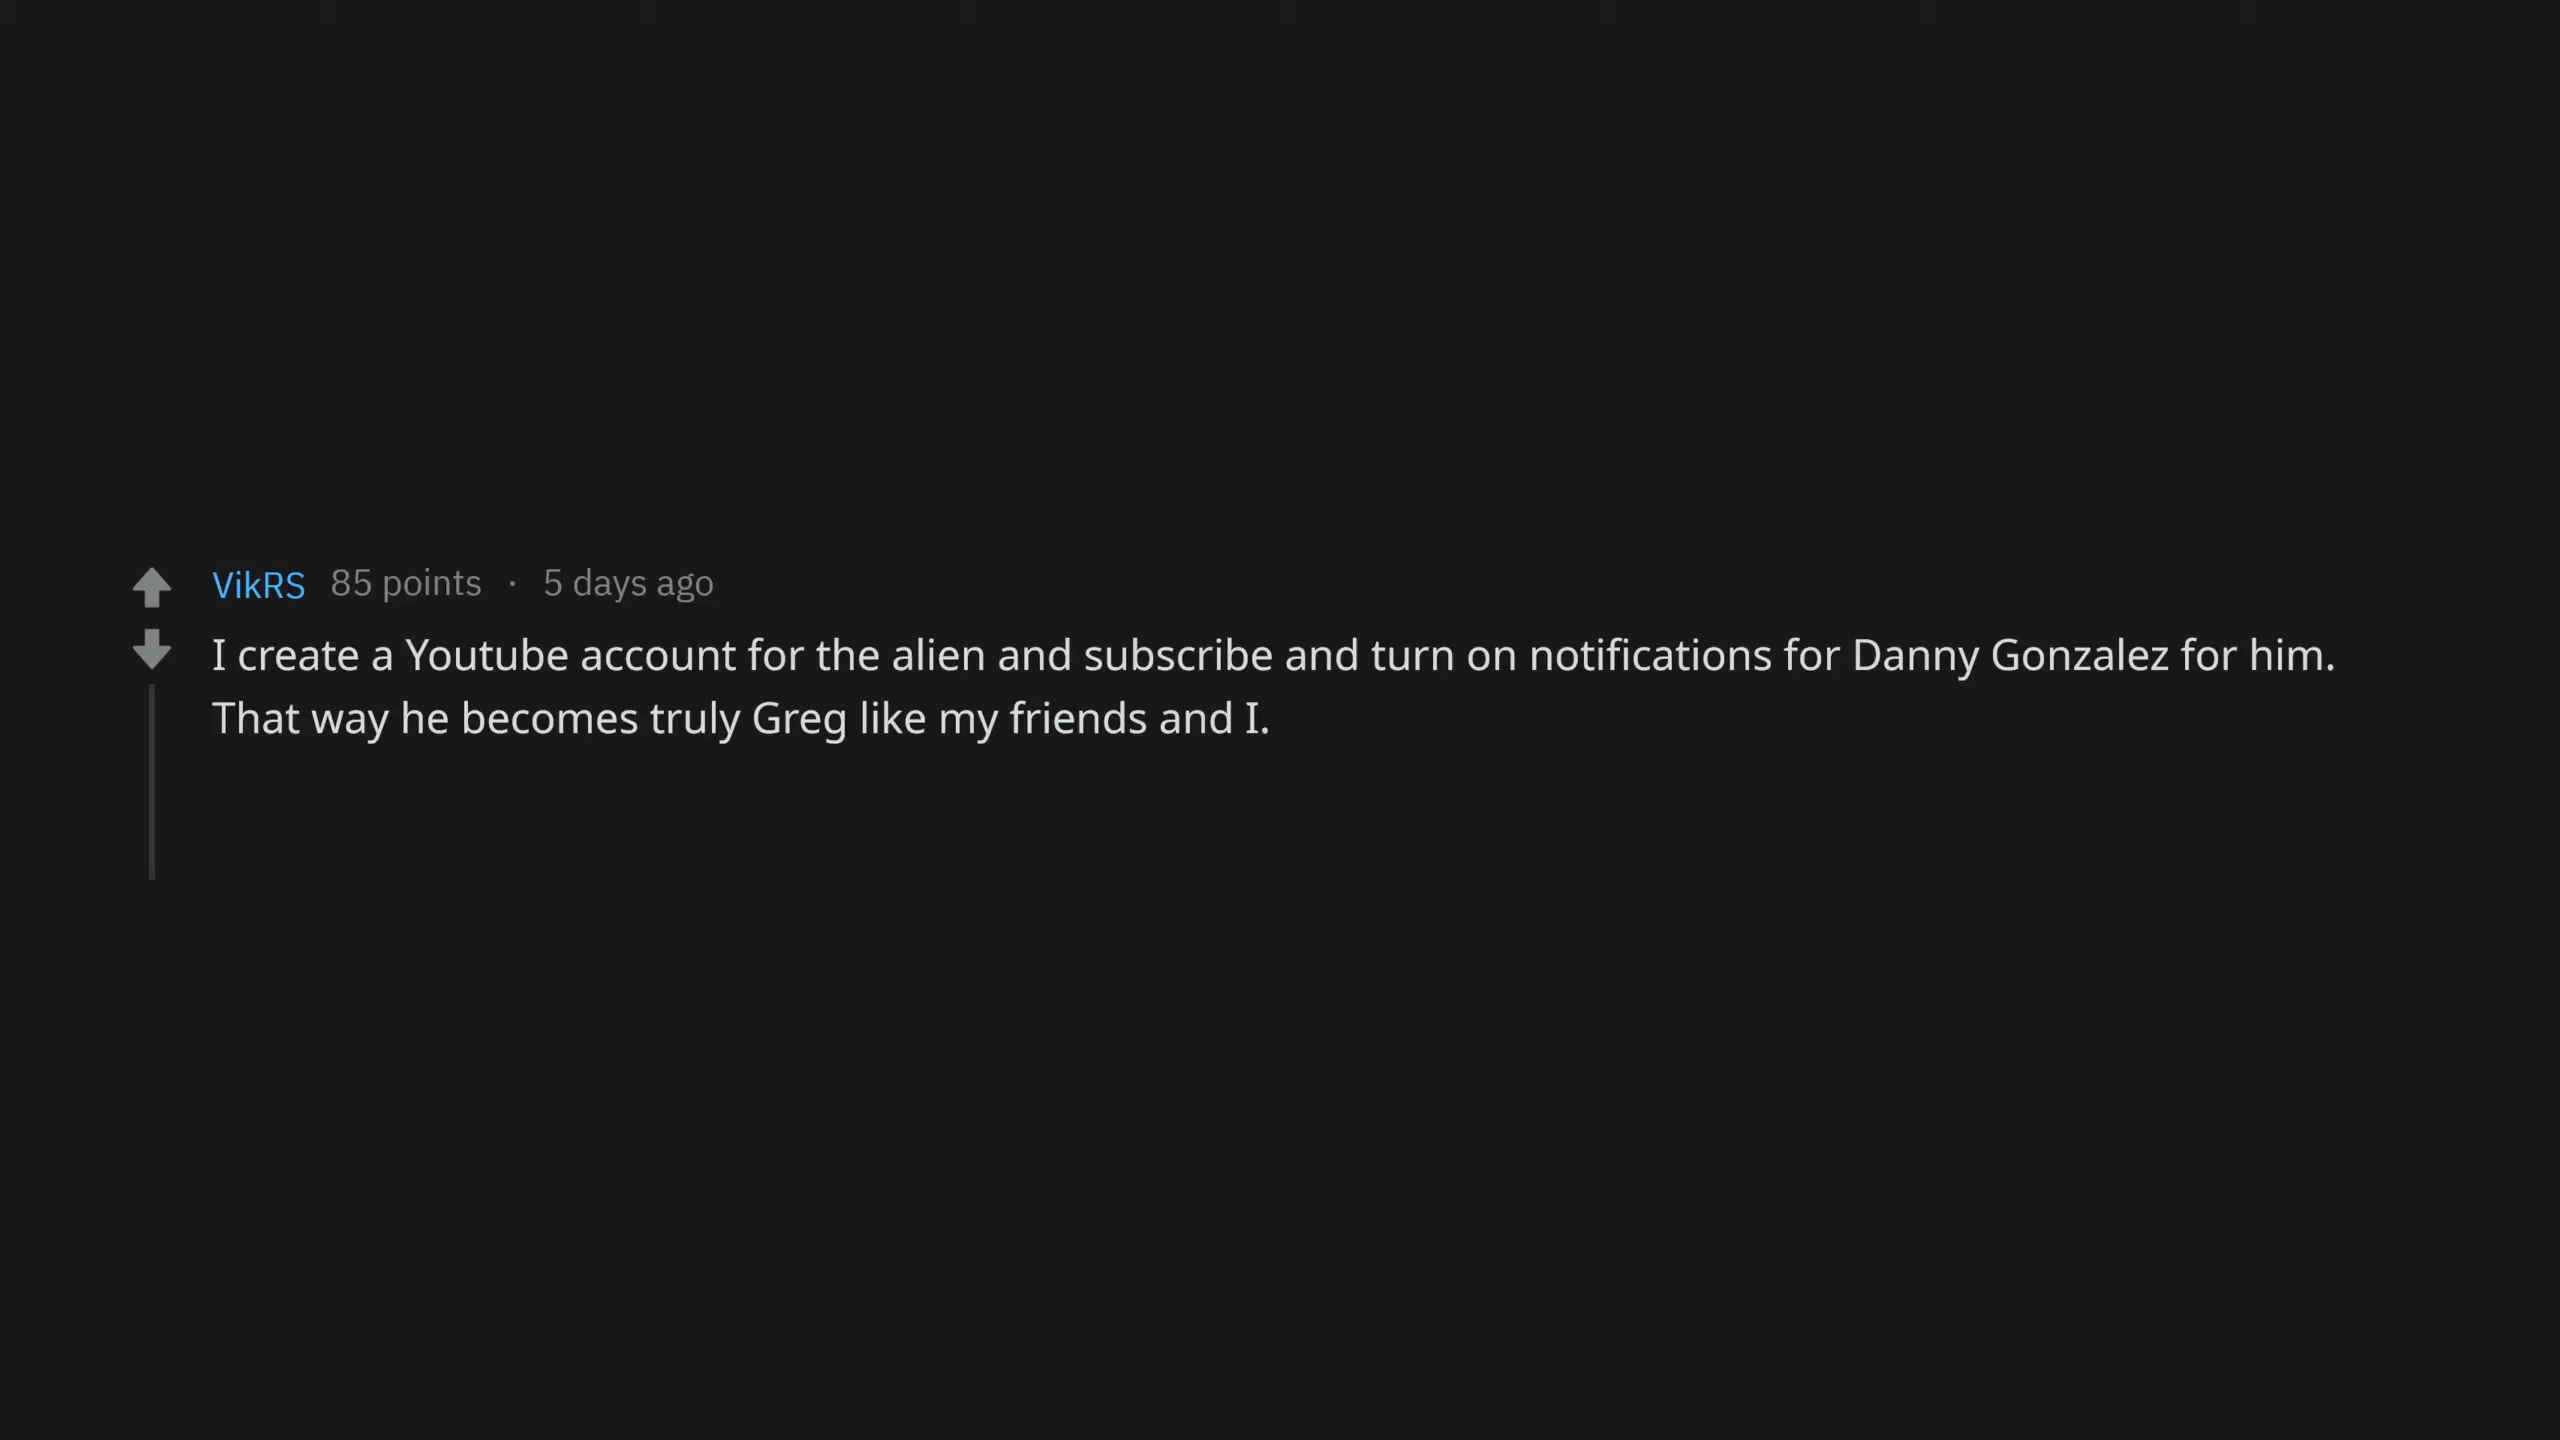 VikRS 85 points · 5 days ago
I create a Youtube account for the alien and subscribe and turn on notifications for Danny Gonzalez for him.
That way he becomes truly Greg like my friends and I.